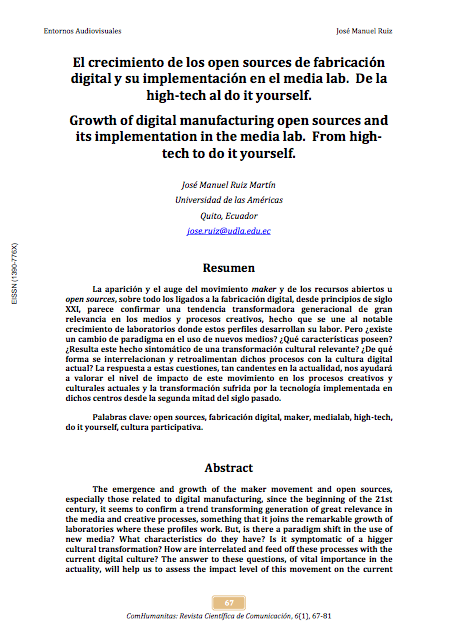 Entornos Audiovisuales
José Manuel Ruiz
El crecimiento de los open sources de fabricación
digital y su implementación en el media lab. De la
high-tech al do it yourself.
Growth of digital manufacturing open sources and
its implementation in the media lab. From high-
tech to do it yourself.
José Manuel Ruiz Martín
Universidad de las Américas
Quito, Ecuador
jose.ruiz@udla.edu.ec
EISSN (1390-776X)
Resumen
La aparición y el auge del movimiento maker y de los recursos abiertos u
open sources, sobre todo los ligados a la fabricación digital, desde principios de siglo
XXI, parece confirmar una tendencia transformadora generacional de gran
relevancia en los medios y procesos creativos, hecho que se une al notable
crecimiento de laboratorios donde estos perfiles desarrollan su labor. Pero ¿existe
un cambio de paradigma en el uso de nuevos medios? ¿Qué características poseen?
¿Resulta este hecho sintomático de una transformación cultural relevante? ¿De qué
forma se interrelacionan y retroalimentan dichos procesos con la cultura digital
actual? La respuesta a estas cuestiones, tan candentes en la actualidad, nos ayudará
a valorar el nivel de impacto de este movimiento en los procesos creativos y
culturales actuales y la transformación sufrida por la tecnología implementada en
dichos centros desde la segunda mitad del siglo pasado.
Palabras clave: open sources, fabricación digital, maker, medialab, high-tech,
do it yourself, cultura participativa.
Abstract
The emergence and growth of the maker movement and open sources,
especially those related to digital manufacturing, since the beginning of the 21st
century, it seems to confirm a trend transforming generation of great relevance in
the media and creative processes, something that it joins the remarkable growth of
laboratories where these profiles work. But, is there a paradigm shift in the use of
new media? What characteristics do they have? Is it symptomatic of a higger
cultural transformation? How are interrelated and feed off these processes with the
current digital culture? The answer to these questions, of vital importance in the
actuality, will help us to assess the impact level of this movement on the current
67
ComHumanitas: Revista Científica de Comunicación, 6(1), 67-81